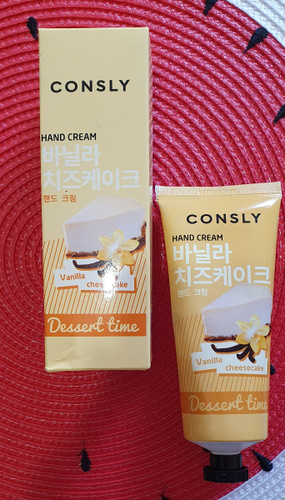 CONSLY
HAND CREAM
바닐라
치즈케이크
핸드 크림
Vanilla
cheesecake
Dessert time
CONSLY
HAND CREAM
바닐라
치즈케이크
핸드 크림
Vanilla
cheesecake
Dessert time